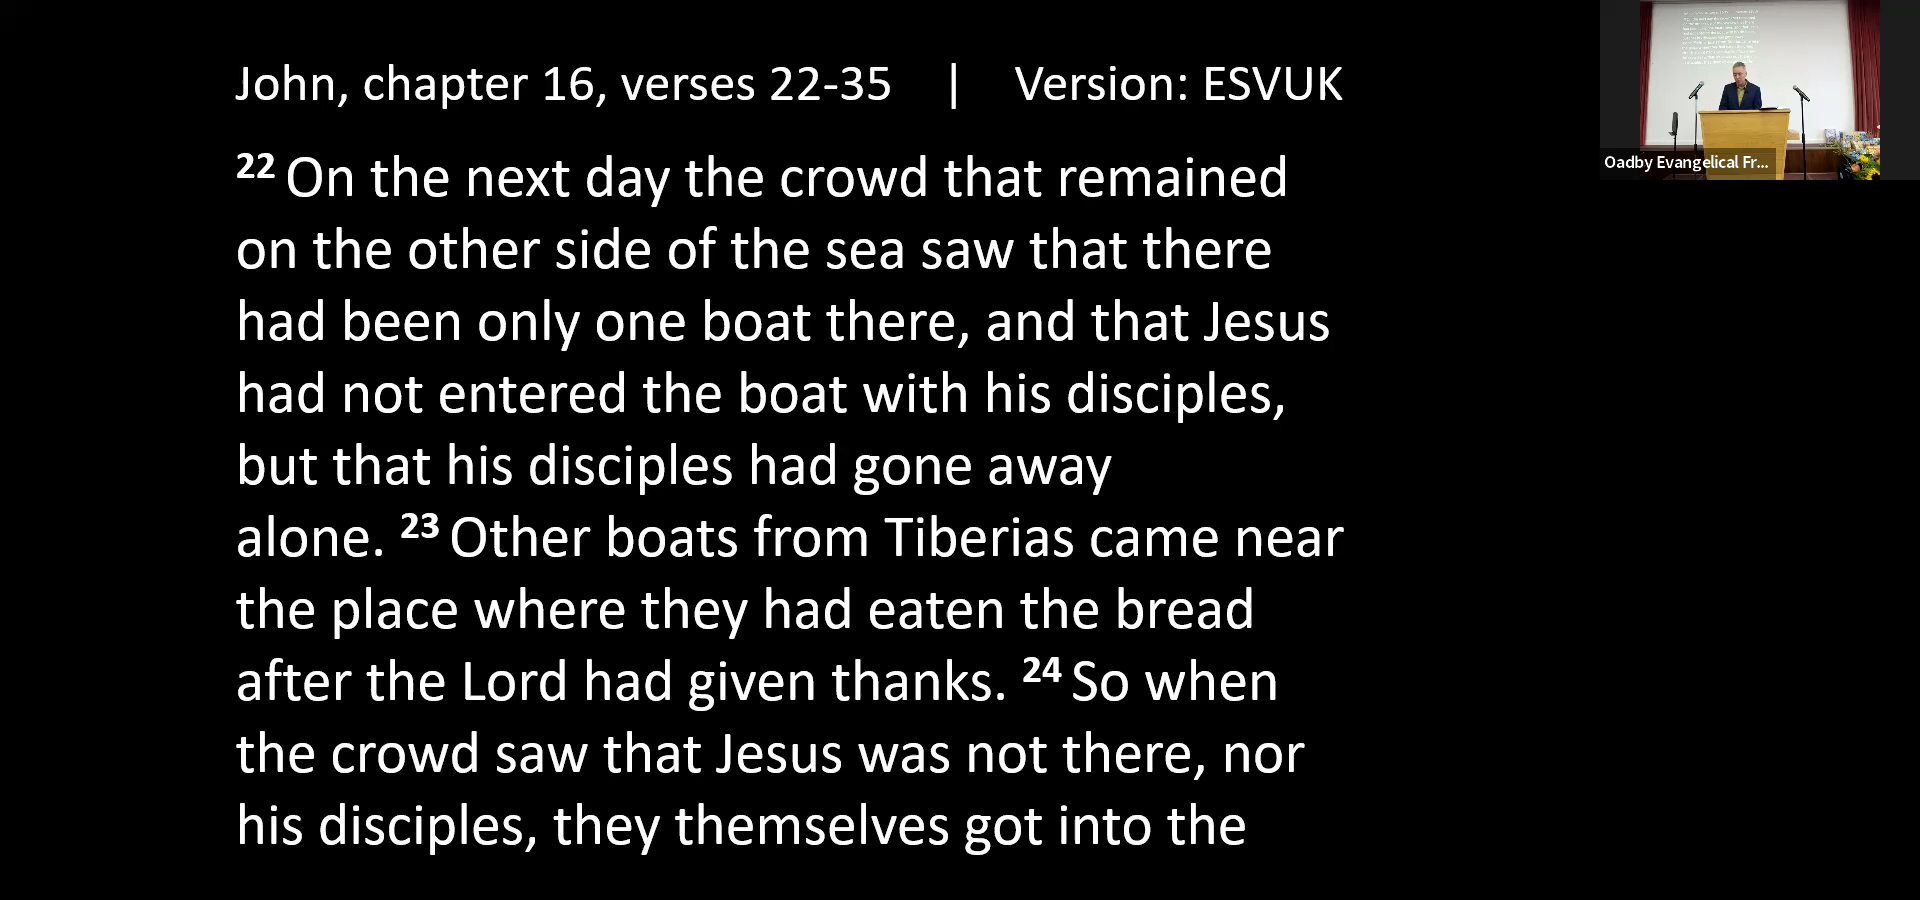 John, chapter 16, verses 22-35 | Version: ESVUK
22 On the next day the crowd that remained
on the other side of the sea saw that there
had been only one boat there, and that Jesus
had not entered the boat with his disciples,
but that his disciples had gone away
alone. 23 Other boats from Tiberias came near
the place where they had eaten the bread
after the Lord had given thanks. 24 So when
the crowd saw that Jesus was not there, nor
his disciples, they themselves got into the
Oadby Evangelical Fr...